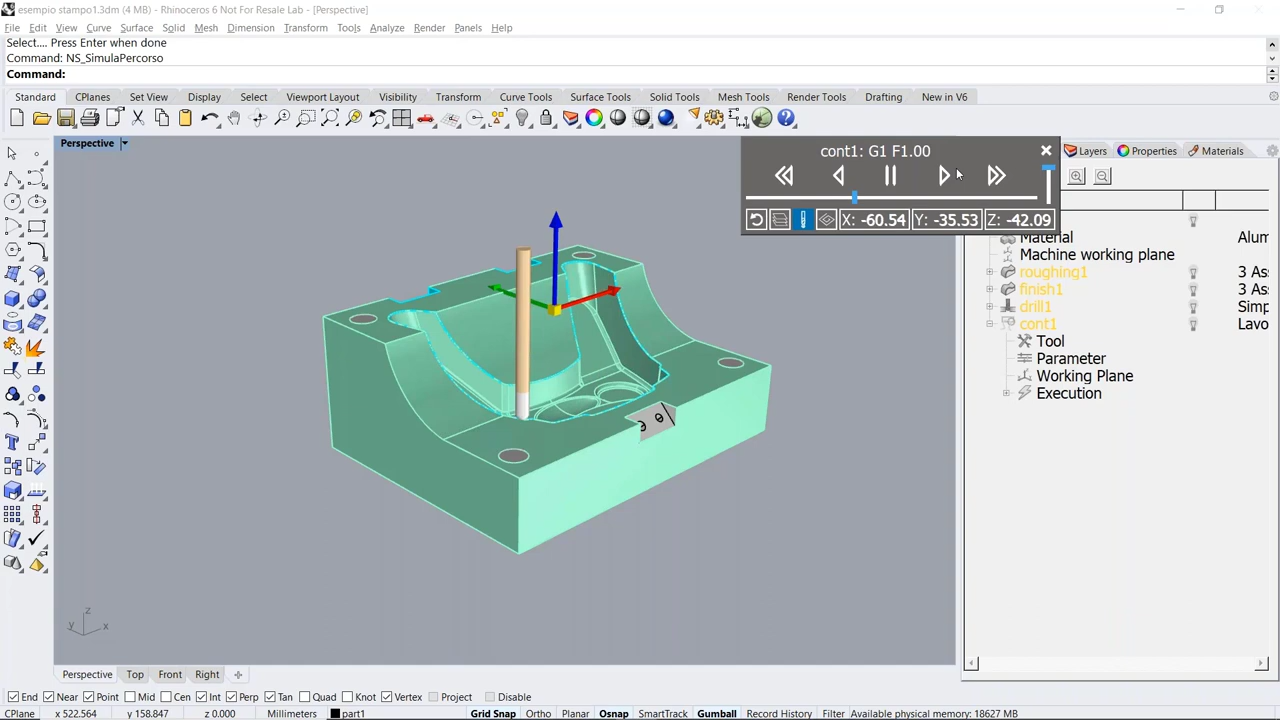 esempio stampo1.3dm (4 MB) - Rhinoceros 6 Not For Resale Lab - [Perspective]
File Edit View Curve Surface Solid Mesh Dimension Transform Tools Analyze Render Panels Help
Select.... Press Enter when done
Command: NS_SimulaPercorso
Command:
Standard CPlanes Set View Display Select Viewport Layout Visibility Transform Curve Tools Surface Tools Solid Tools Mesh Tools Render Tools Drafting New in V6
Perspective
cont1: G1 F1.00
X: -60.54 Y: -35.53 Z: -42.09
Layers Properties Materials
Material Alum
Machine working plane
roughing1 3 Ass
finish1 3 Ass
drill1 Simp
cont1 Lavo
Tool
Parameter
Working Plane
Execution
z
y x
Perspective Top Front Right
End Near Point Mid Cen Int Perp Tan Quad Knot Vertex Project Disable
CPlane x 522.564 y 158.847 z 0.000 Millimeters part1 Grid Snap Ortho Planar Osnap SmartTrack Gumball Record History Filter Available physical memory: 18627 MB